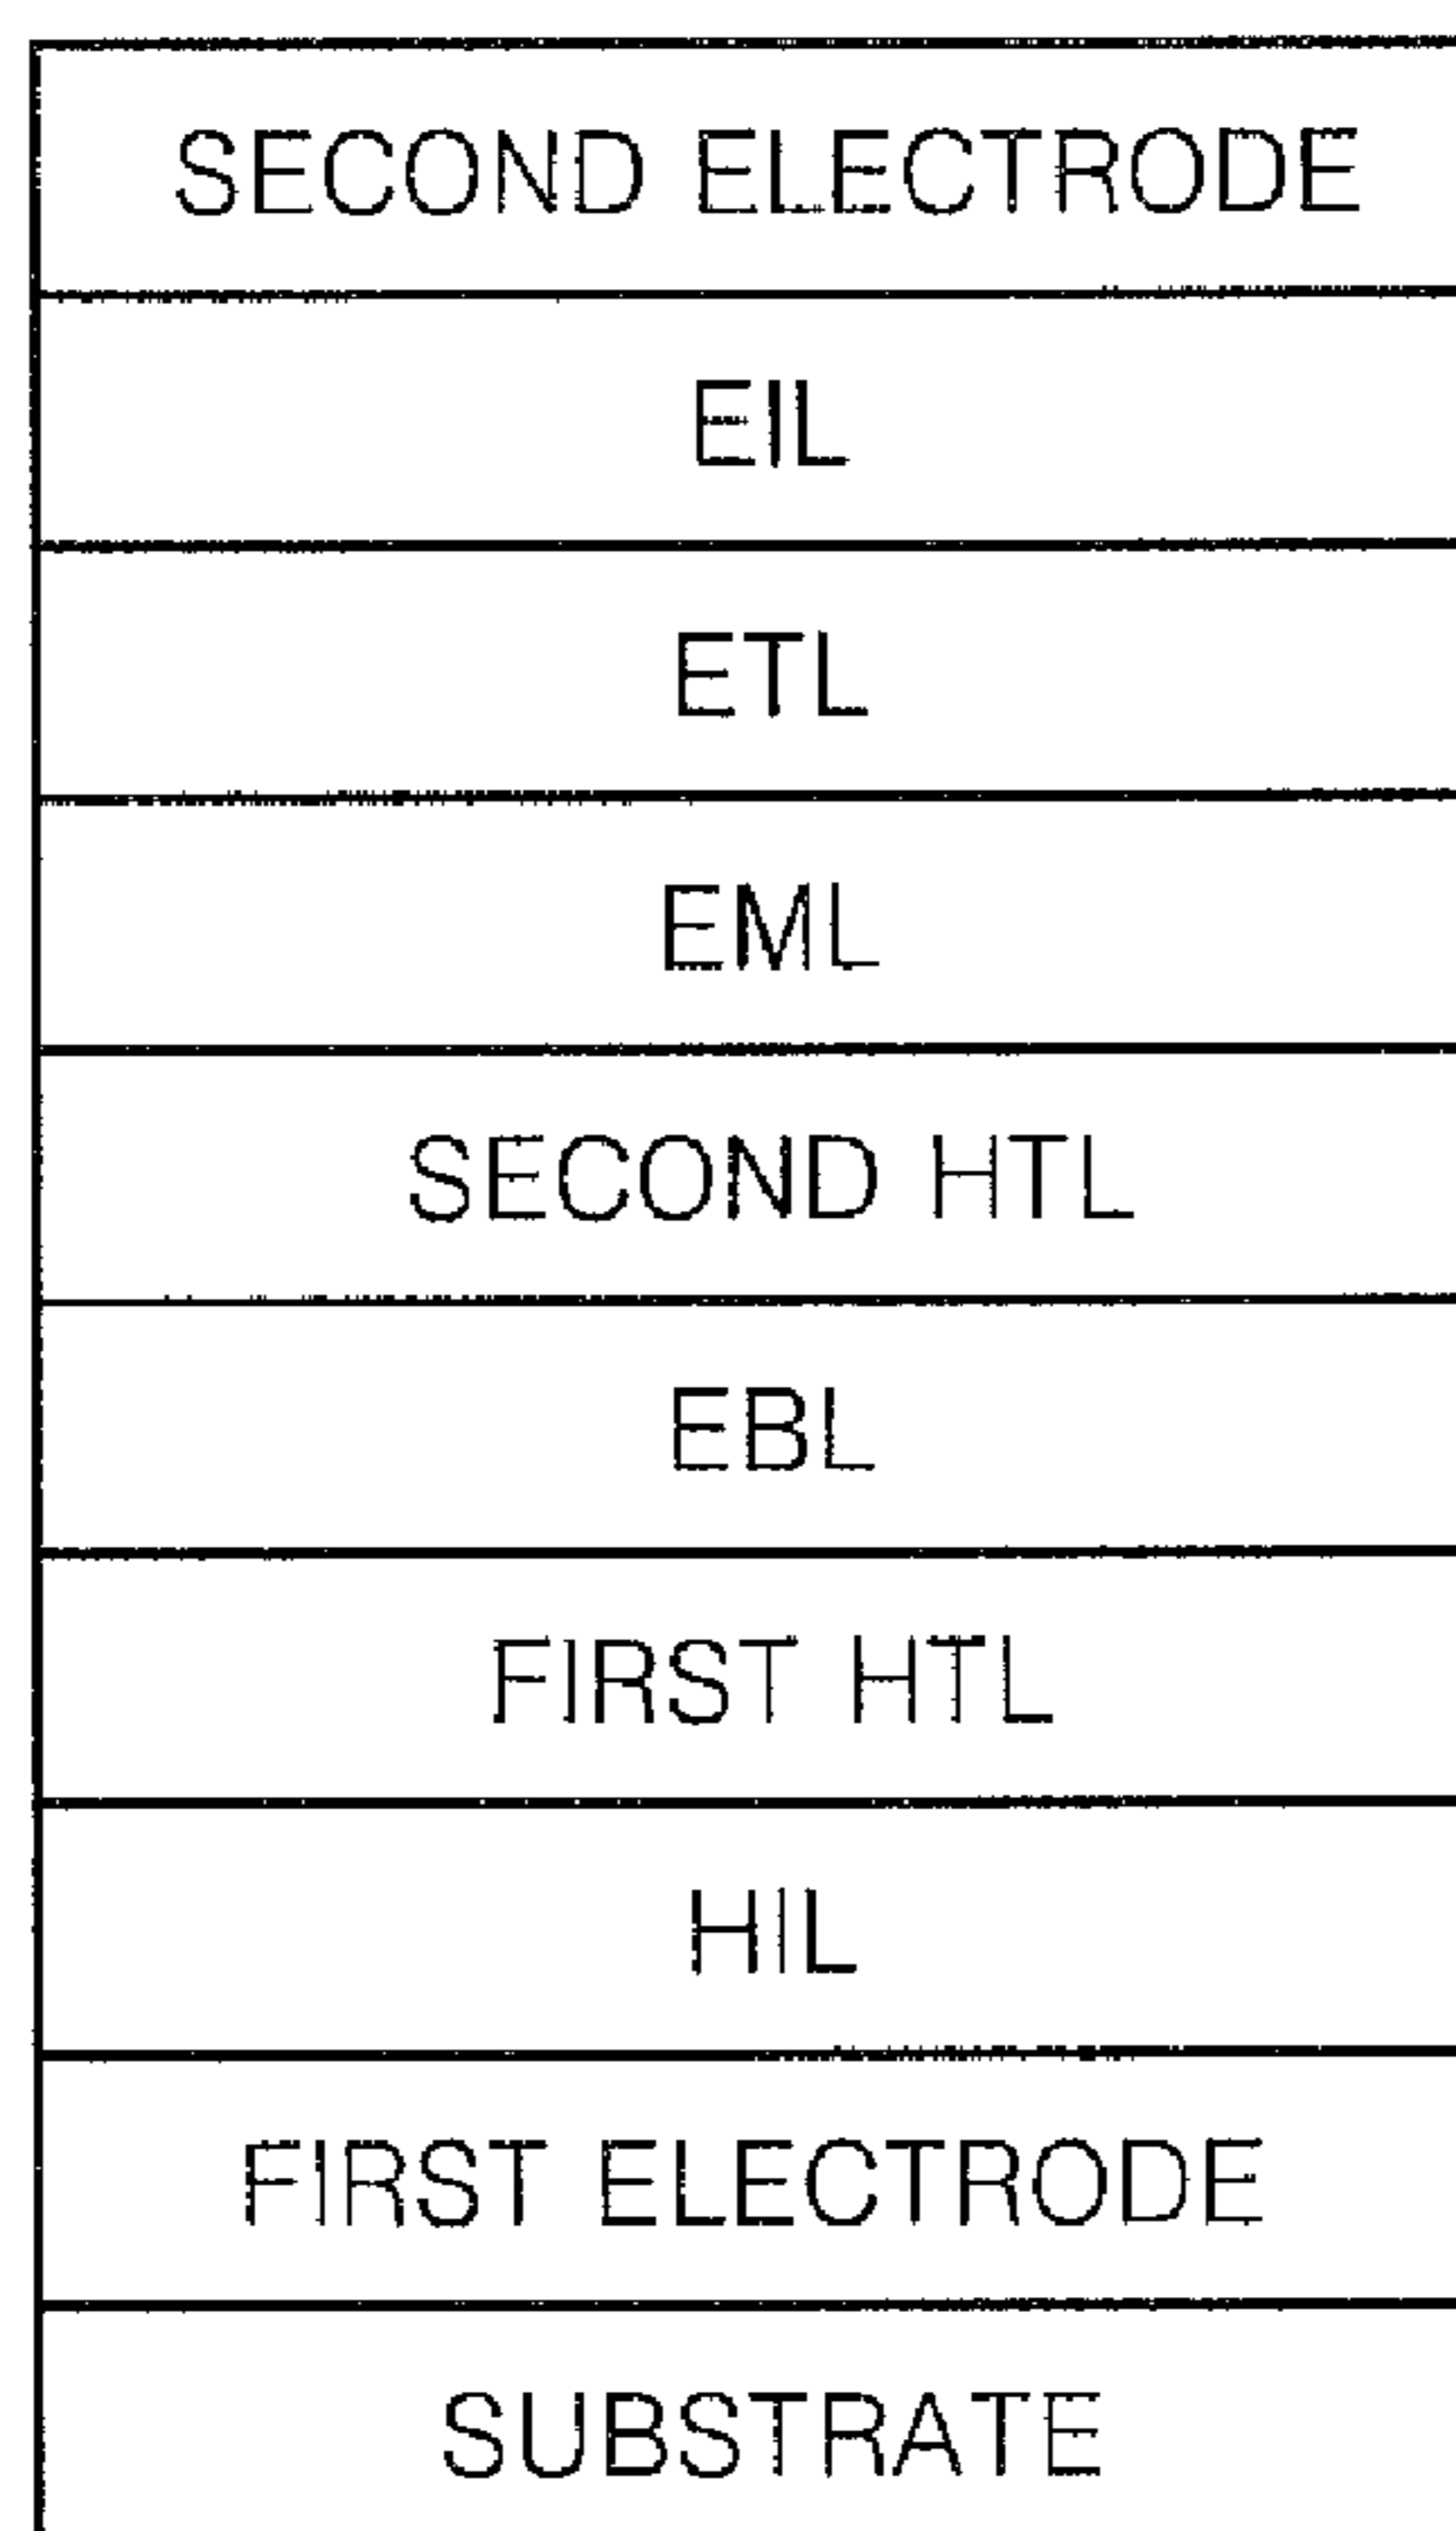 SECOND ELECTRODE
EIL
ETL
EML
SECOND HTL
EBL
FIRST HTL
HIL
FIRST ELECTRODE
SUBSTRATE